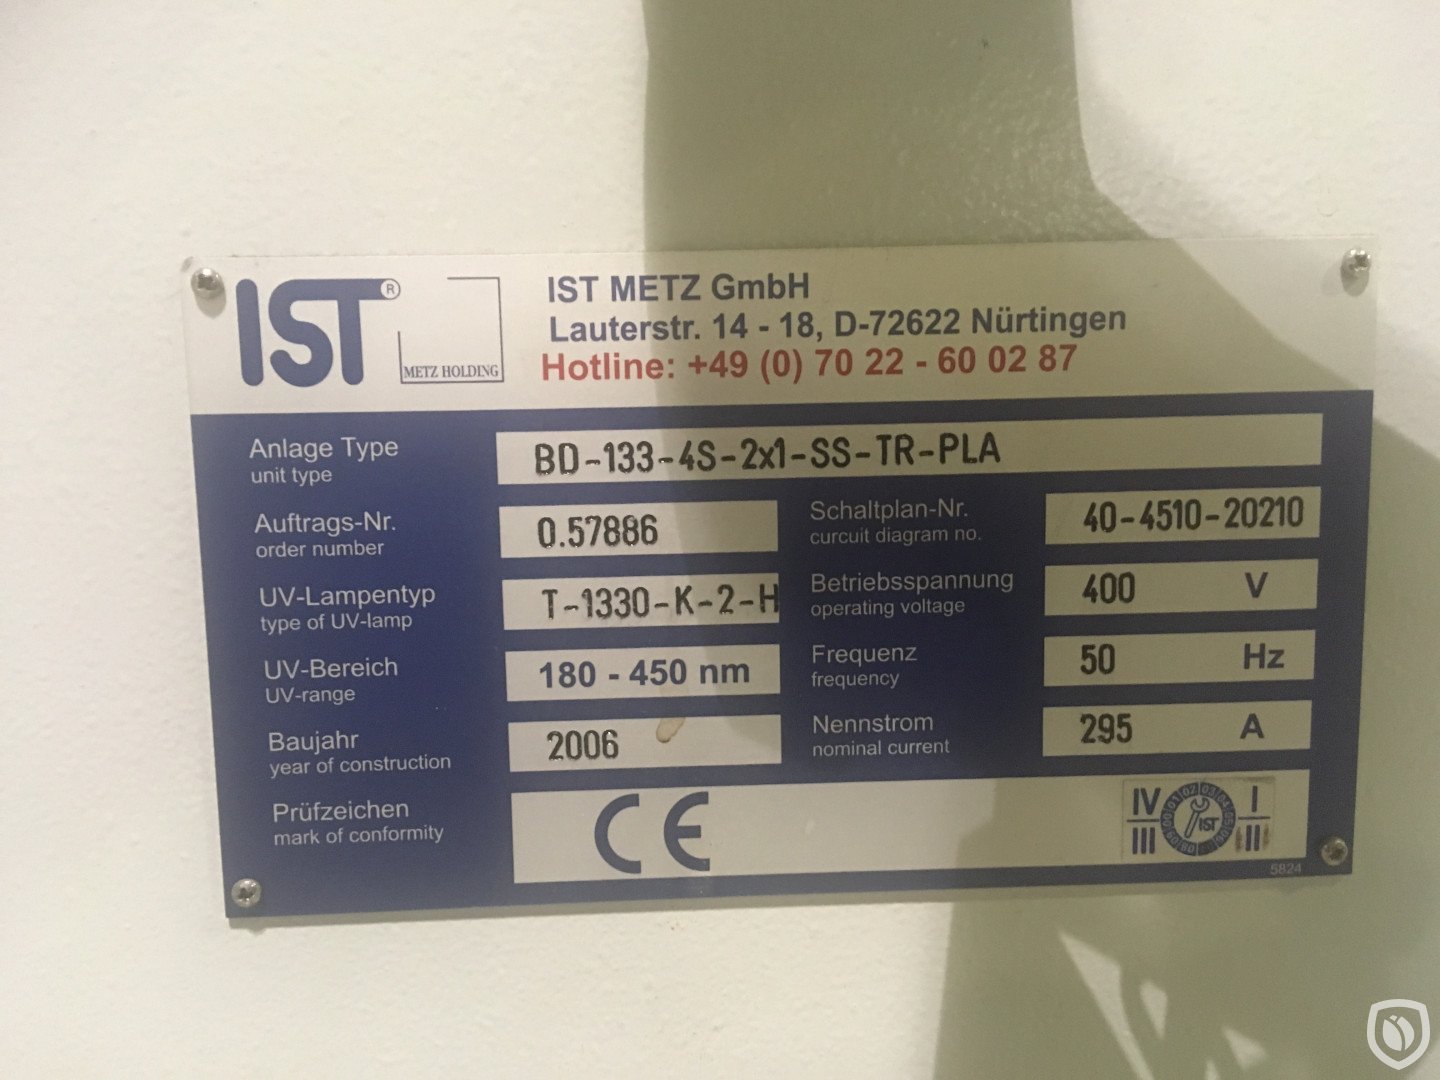 IST®
METZ HOLDING
IST METZ GmbH
Lauterstr. 14 - 18, D-72622 Nürtingen
Hotline: +49 (0) 70 22 - 60 02 87
Anlage Type
unit type
BD-133-4S-2x1-SS-TR-PLA
Auftrags-Nr.
order number
0.57886
Schaltplan-Nr.
curcuit diagram no.
40-4510-20210
UV-Lampentyp
type of UV-lamp
T-1330-K-2-H
Betriebsspannung
operating voltage
400 V
UV-Bereich
UV-range
180 - 450 nm
Frequenz
frequency
50 Hz
Baujahr
year of construction
2006
Nennstrom
nominal current
295 A
Prüfzeichen
mark of conformity
CE
IV I
IST
III II
5824